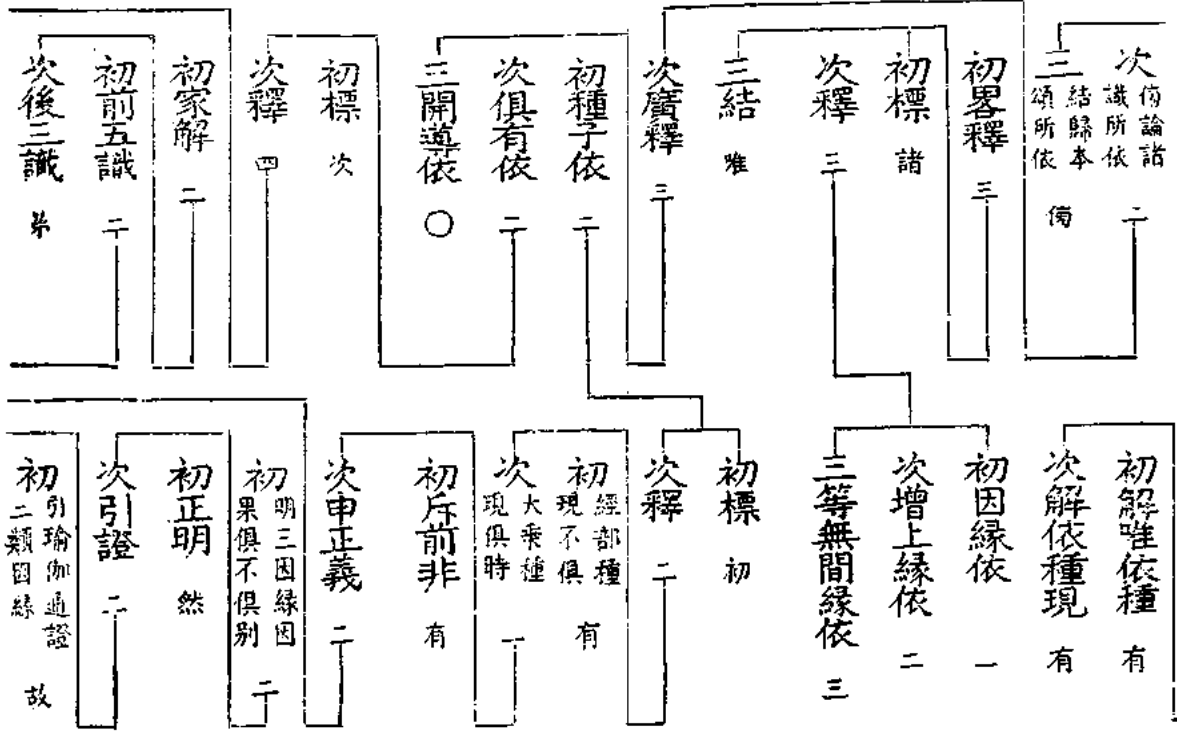 次 傍論諸識所依 二
三 結歸本頌所依 傍
初畧釋 三
初標 諸
次釋 三
三結 唯
次廣釋 三
初種子依 二
次俱有依 二
三開導依 ○
初標 次
次釋 四
初家解 二
初前五識 二
次後三識 苐
初解唯依種 有
次解依種現 有
初因緣依 一
次增上緣依 二
三等無間緣依 三
初標 初
次釋 二
初 經部種現不俱 有
次 大乘種現俱時 一
初斥前非 有
次申正義 二
初 明三因緣因果俱不俱別 二
初正明 然
次引證 二
初 引瑜伽通證二類因緣 故